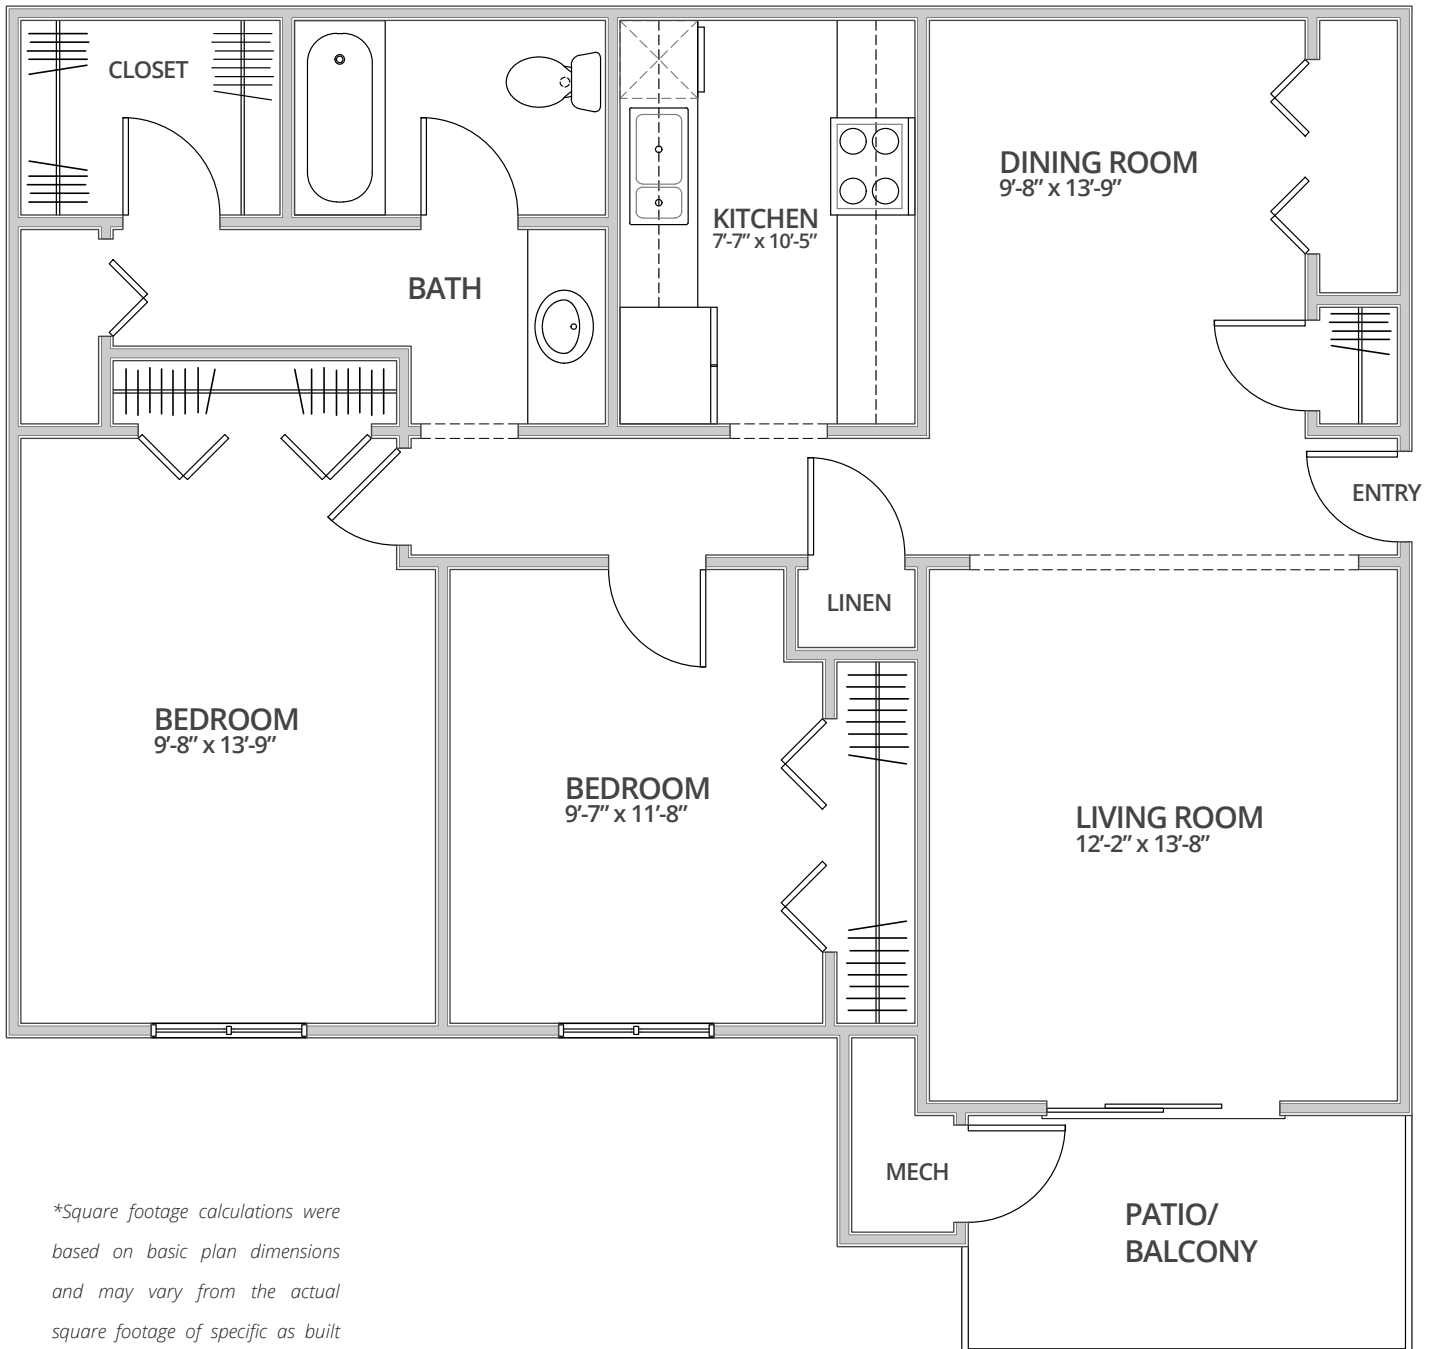 CLOSET
DINING ROOM
9’-8” x 13’-9”
KITCHEN
7’-7” x 10’-5”
BATH
ENTRY
LINEN
BEDROOM
9’-8” x 13’-9”
BEDROOM
9’-7” x 11’-8”
LIVING ROOM
12’-2” x 13’-8”
MECH
PATIO/
BALCONY
*Square footage calculations were
based on basic plan dimensions
and may vary from the actual
square footage of specific as built